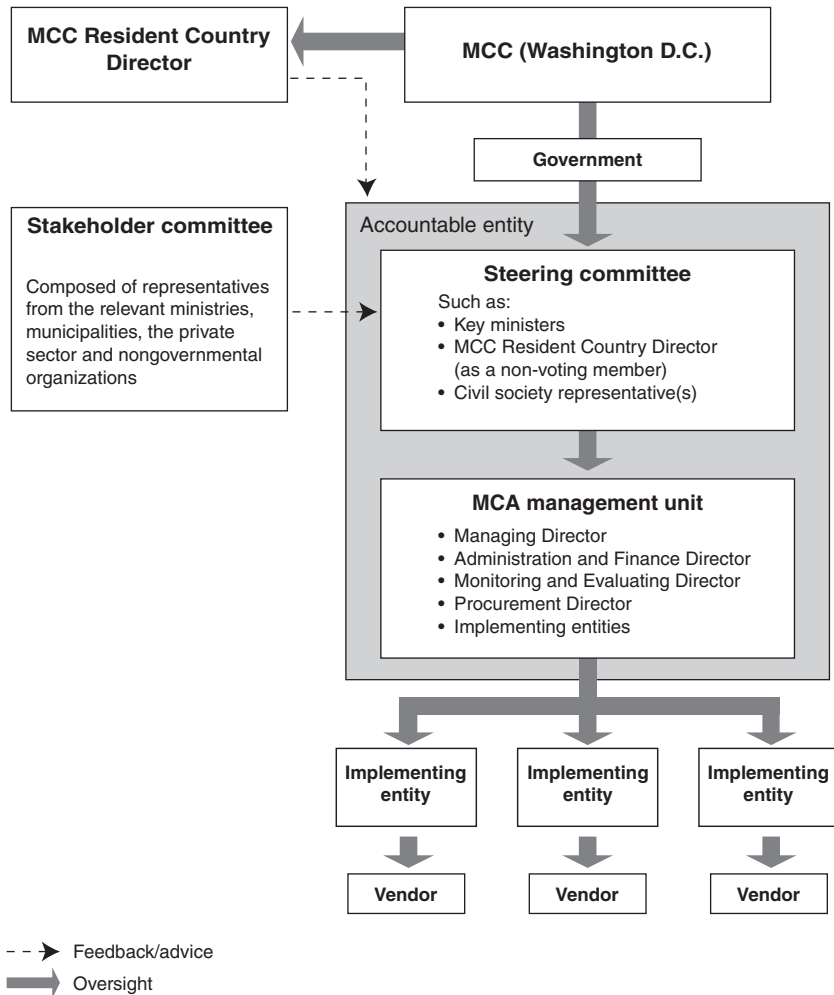 MCC Resident Country
Director
MCC (Washington D.C.)
Government
Stakeholder committee
Composed of representatives
from the relevant ministries,
municipalities, the private
sector and nongovernmental
organizations
Accountable entity
Steering committee
Such as:
• Key ministers
• MCC Resident Country Director
(as a non-voting member)
• Civil society representative(s)
MCA management unit
• Managing Director
• Administration and Finance Director
• Monitoring and Evaluating Director
• Procurement Director
• Implementing entities
Implementing
entity
Implementing
entity
Implementing
entity
Vendor
Vendor
Vendor
Feedback/advice
Oversight